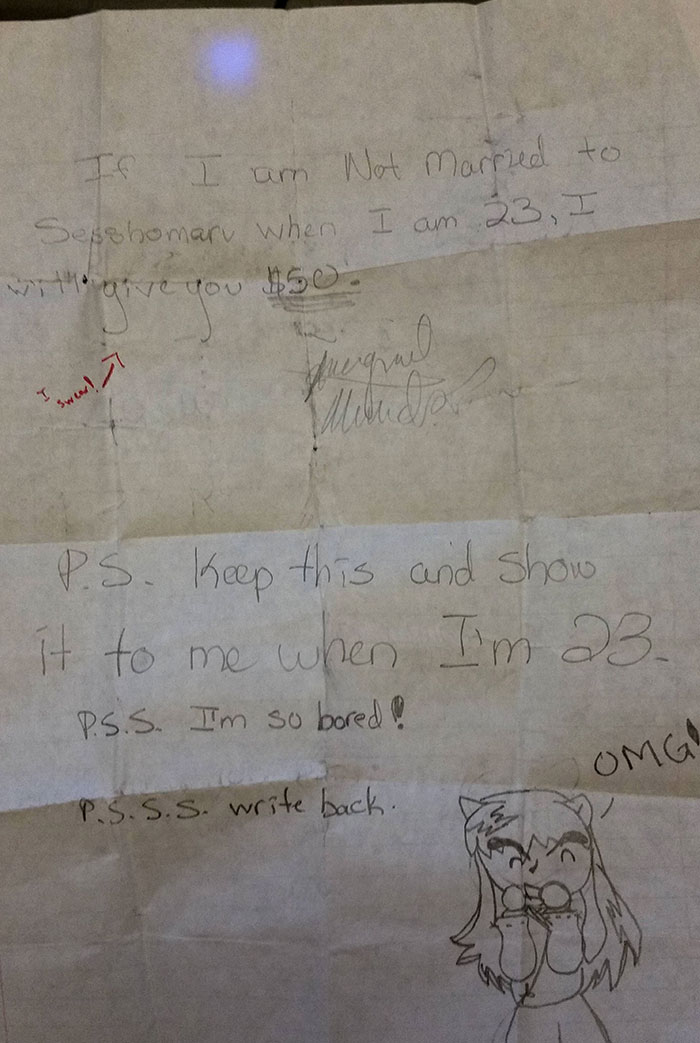 If I am Not Married to
Sesshomaru when I am 23, I
will give you $50.
I swear!
P.S. Keep this and show
it to me when I'm 23.
P.S.S. I'm so bored!
OMG!
P.S.S.S. write back.